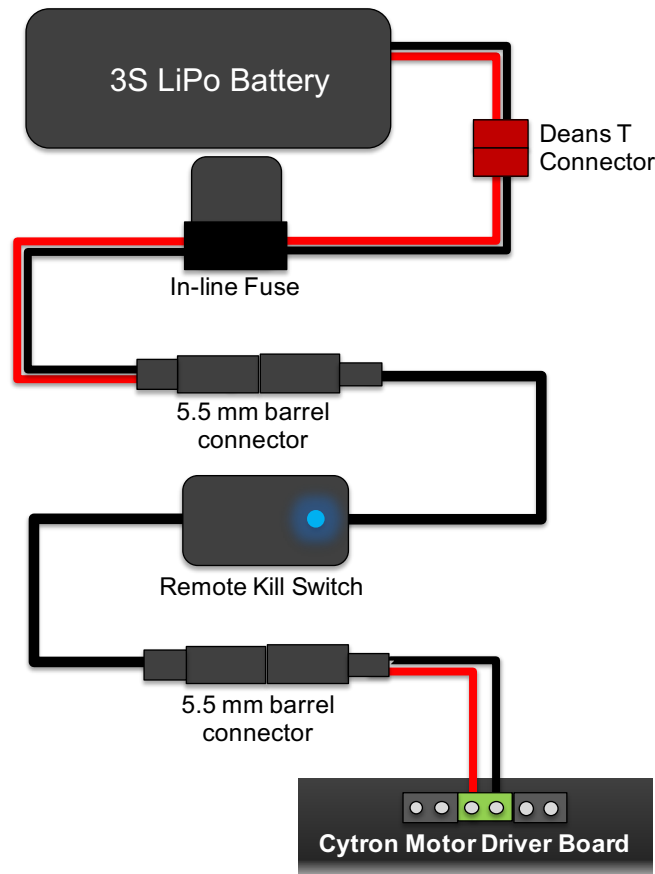 3S LiPo Battery
Deans T
Connector
In-line Fuse
5.5 mm barrel
connector
Remote Kill Switch
5.5 mm barrel
connector
Cytron Motor Driver Board